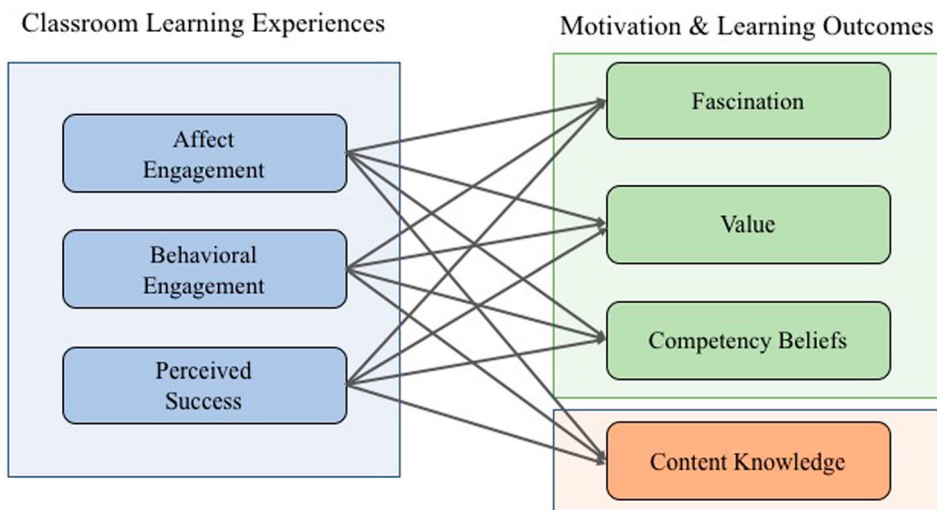 Classroom Learning Experiences
Affect
Engagement
Behavioral
Engagement
Perceived
Success
Motivation & Learning Outcomes
Fascination
Value
Competency Beliefs
Content Knowledge